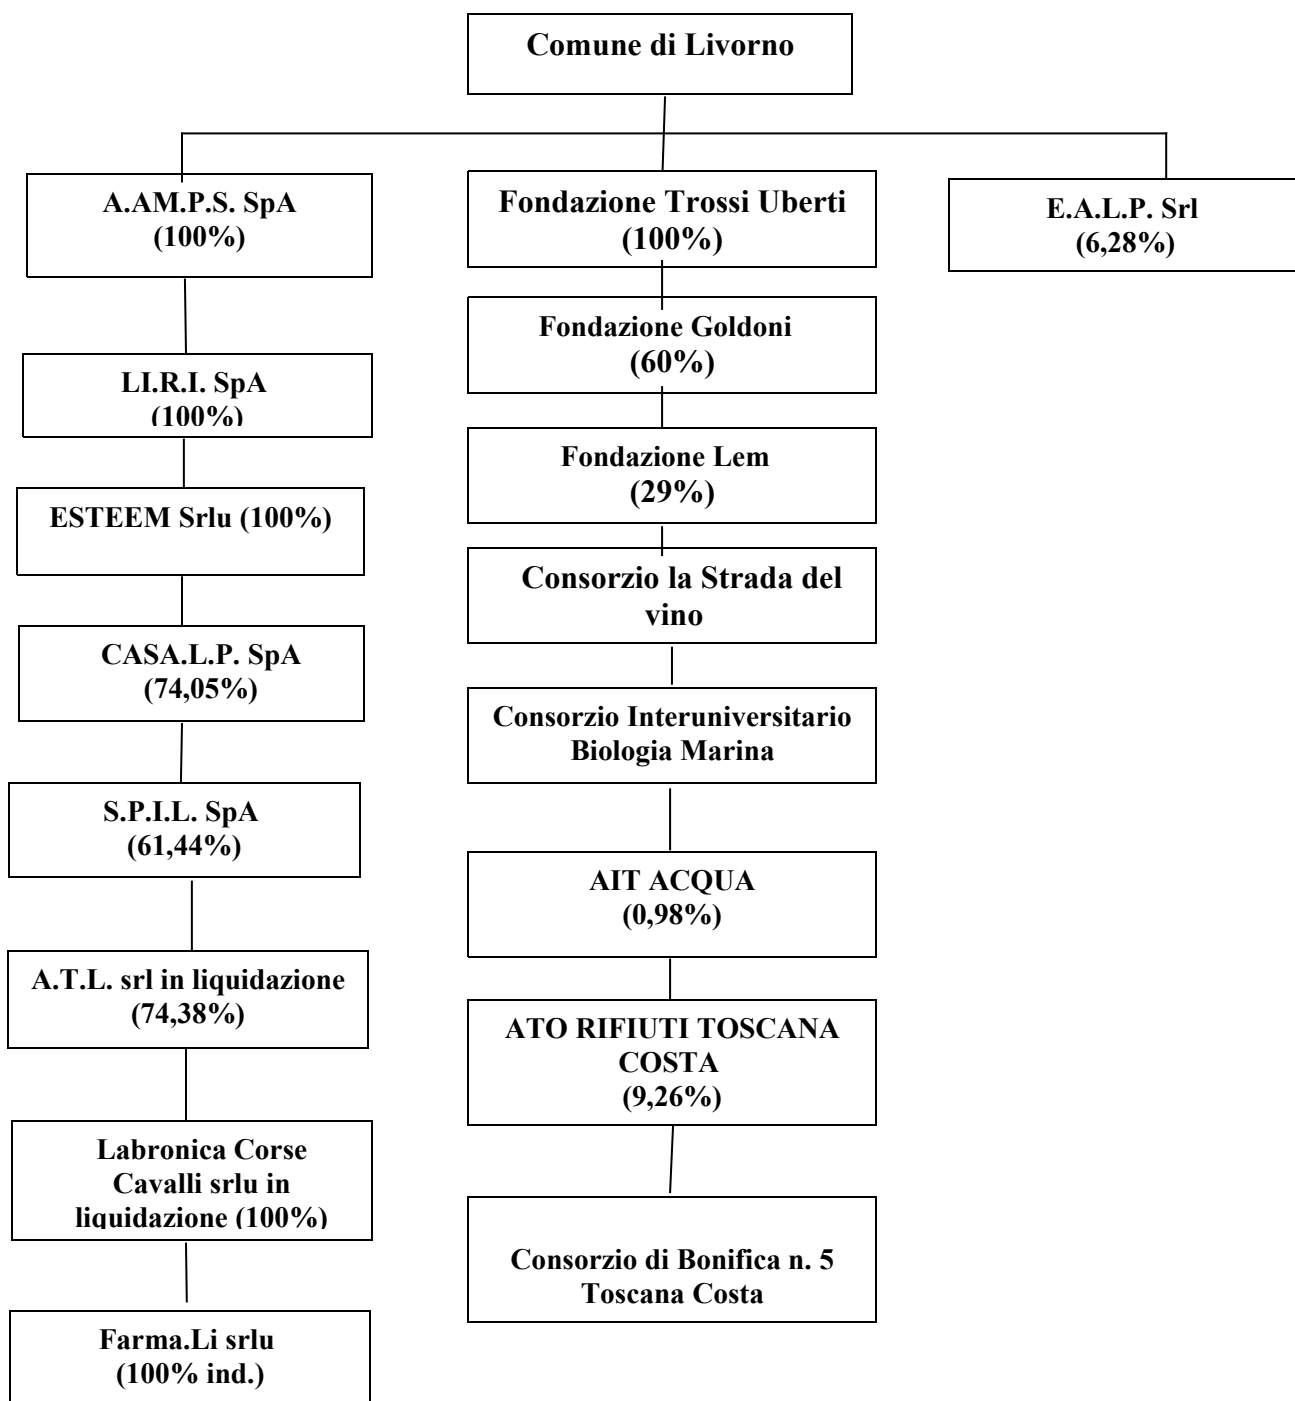 Comune di Livorno
A.AM.P.S. SpA
(100%)
LI.R.I. SpA
(100%)
ESTEEM Srlu (100%)
CASA.L.P. SpA
(74,05%)
S.P.I.L. SpA
(61,44%)
A.T.L. srl in liquidazione
(74,38%)
Labronica Corse
Cavalli srlu in
liquidazione (100%)
Farma.Li srlu
(100% ind.)
Fondazione Trossi Uberti
(100%)
Fondazione Goldoni
(60%)
Fondazione Lem
(29%)
Consorzio la Strada del
vino
Consorzio Interuniversitario
Biologia Marina
AIT ACQUA
(0,98%)
ATO RIFIUTI TOSCANA
COSTA
(9,26%)
Consorzio di Bonifica n. 5
Toscana Costa
E.A.L.P. Srl
(6,28%)